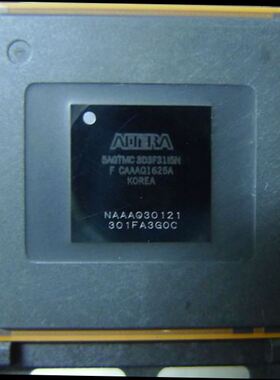 ALTERA
5AGTMC3D3F31I5N
F CAAAQ1625A
KOREA
NAAAQ30121
301FA3G0C